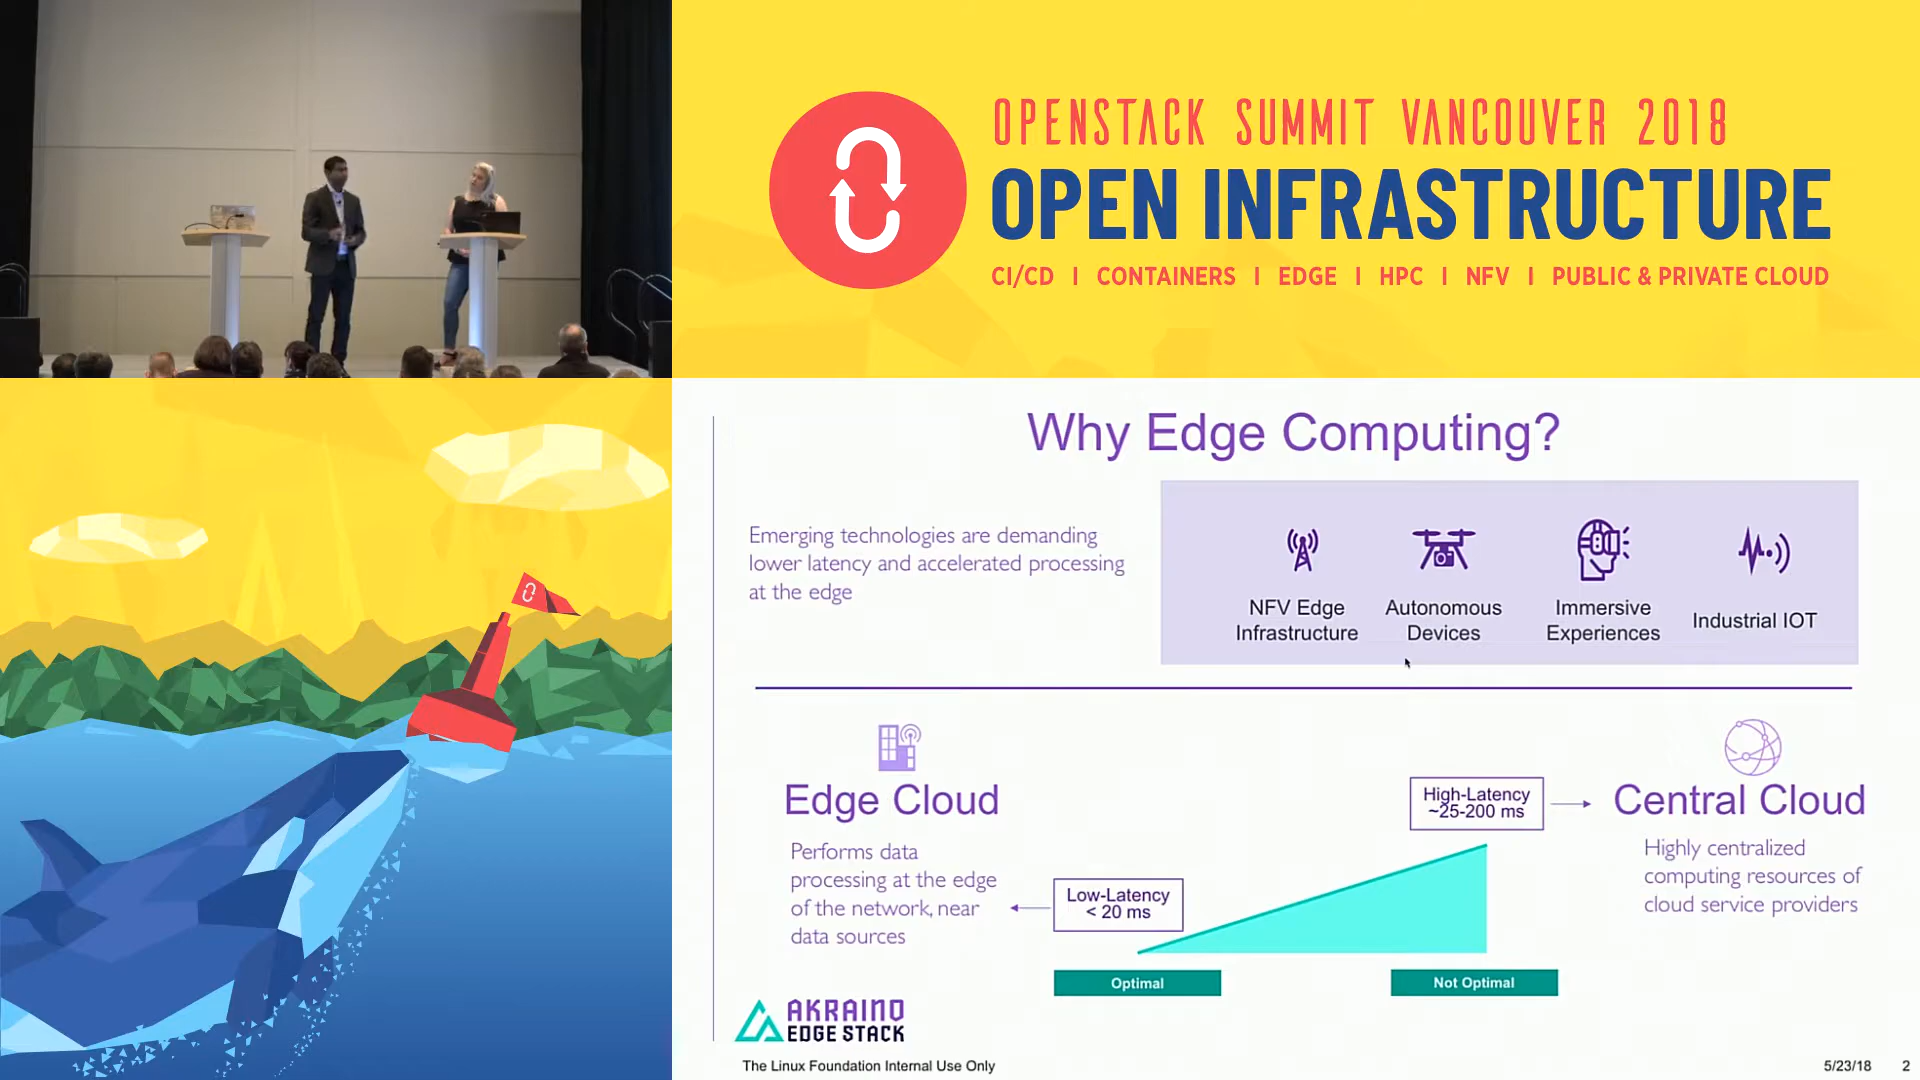 OPENSTACK SUMMIT VANCOUVER 2018
OPEN INFRASTRUCTURE
CI/CD | CONTAINERS | EDGE | HPC | NFV | PUBLIC & PRIVATE CLOUD
Why Edge Computing?
Emerging technologies are demanding
lower latency and accelerated processing
at the edge
NFV Edge
Infrastructure
Autonomous
Devices
Immersive
Experiences
Industrial IOT
Edge Cloud
Performs data
processing at the edge
of the network, near
data sources
Low-Latency
< 20 ms
High-Latency
~25-200 ms
Central Cloud
Highly centralized
computing resources of
cloud service providers
Optimal
Not Optimal
AKRAINO
EDGE STACK
The Linux Foundation Internal Use Only
5/23/18 2